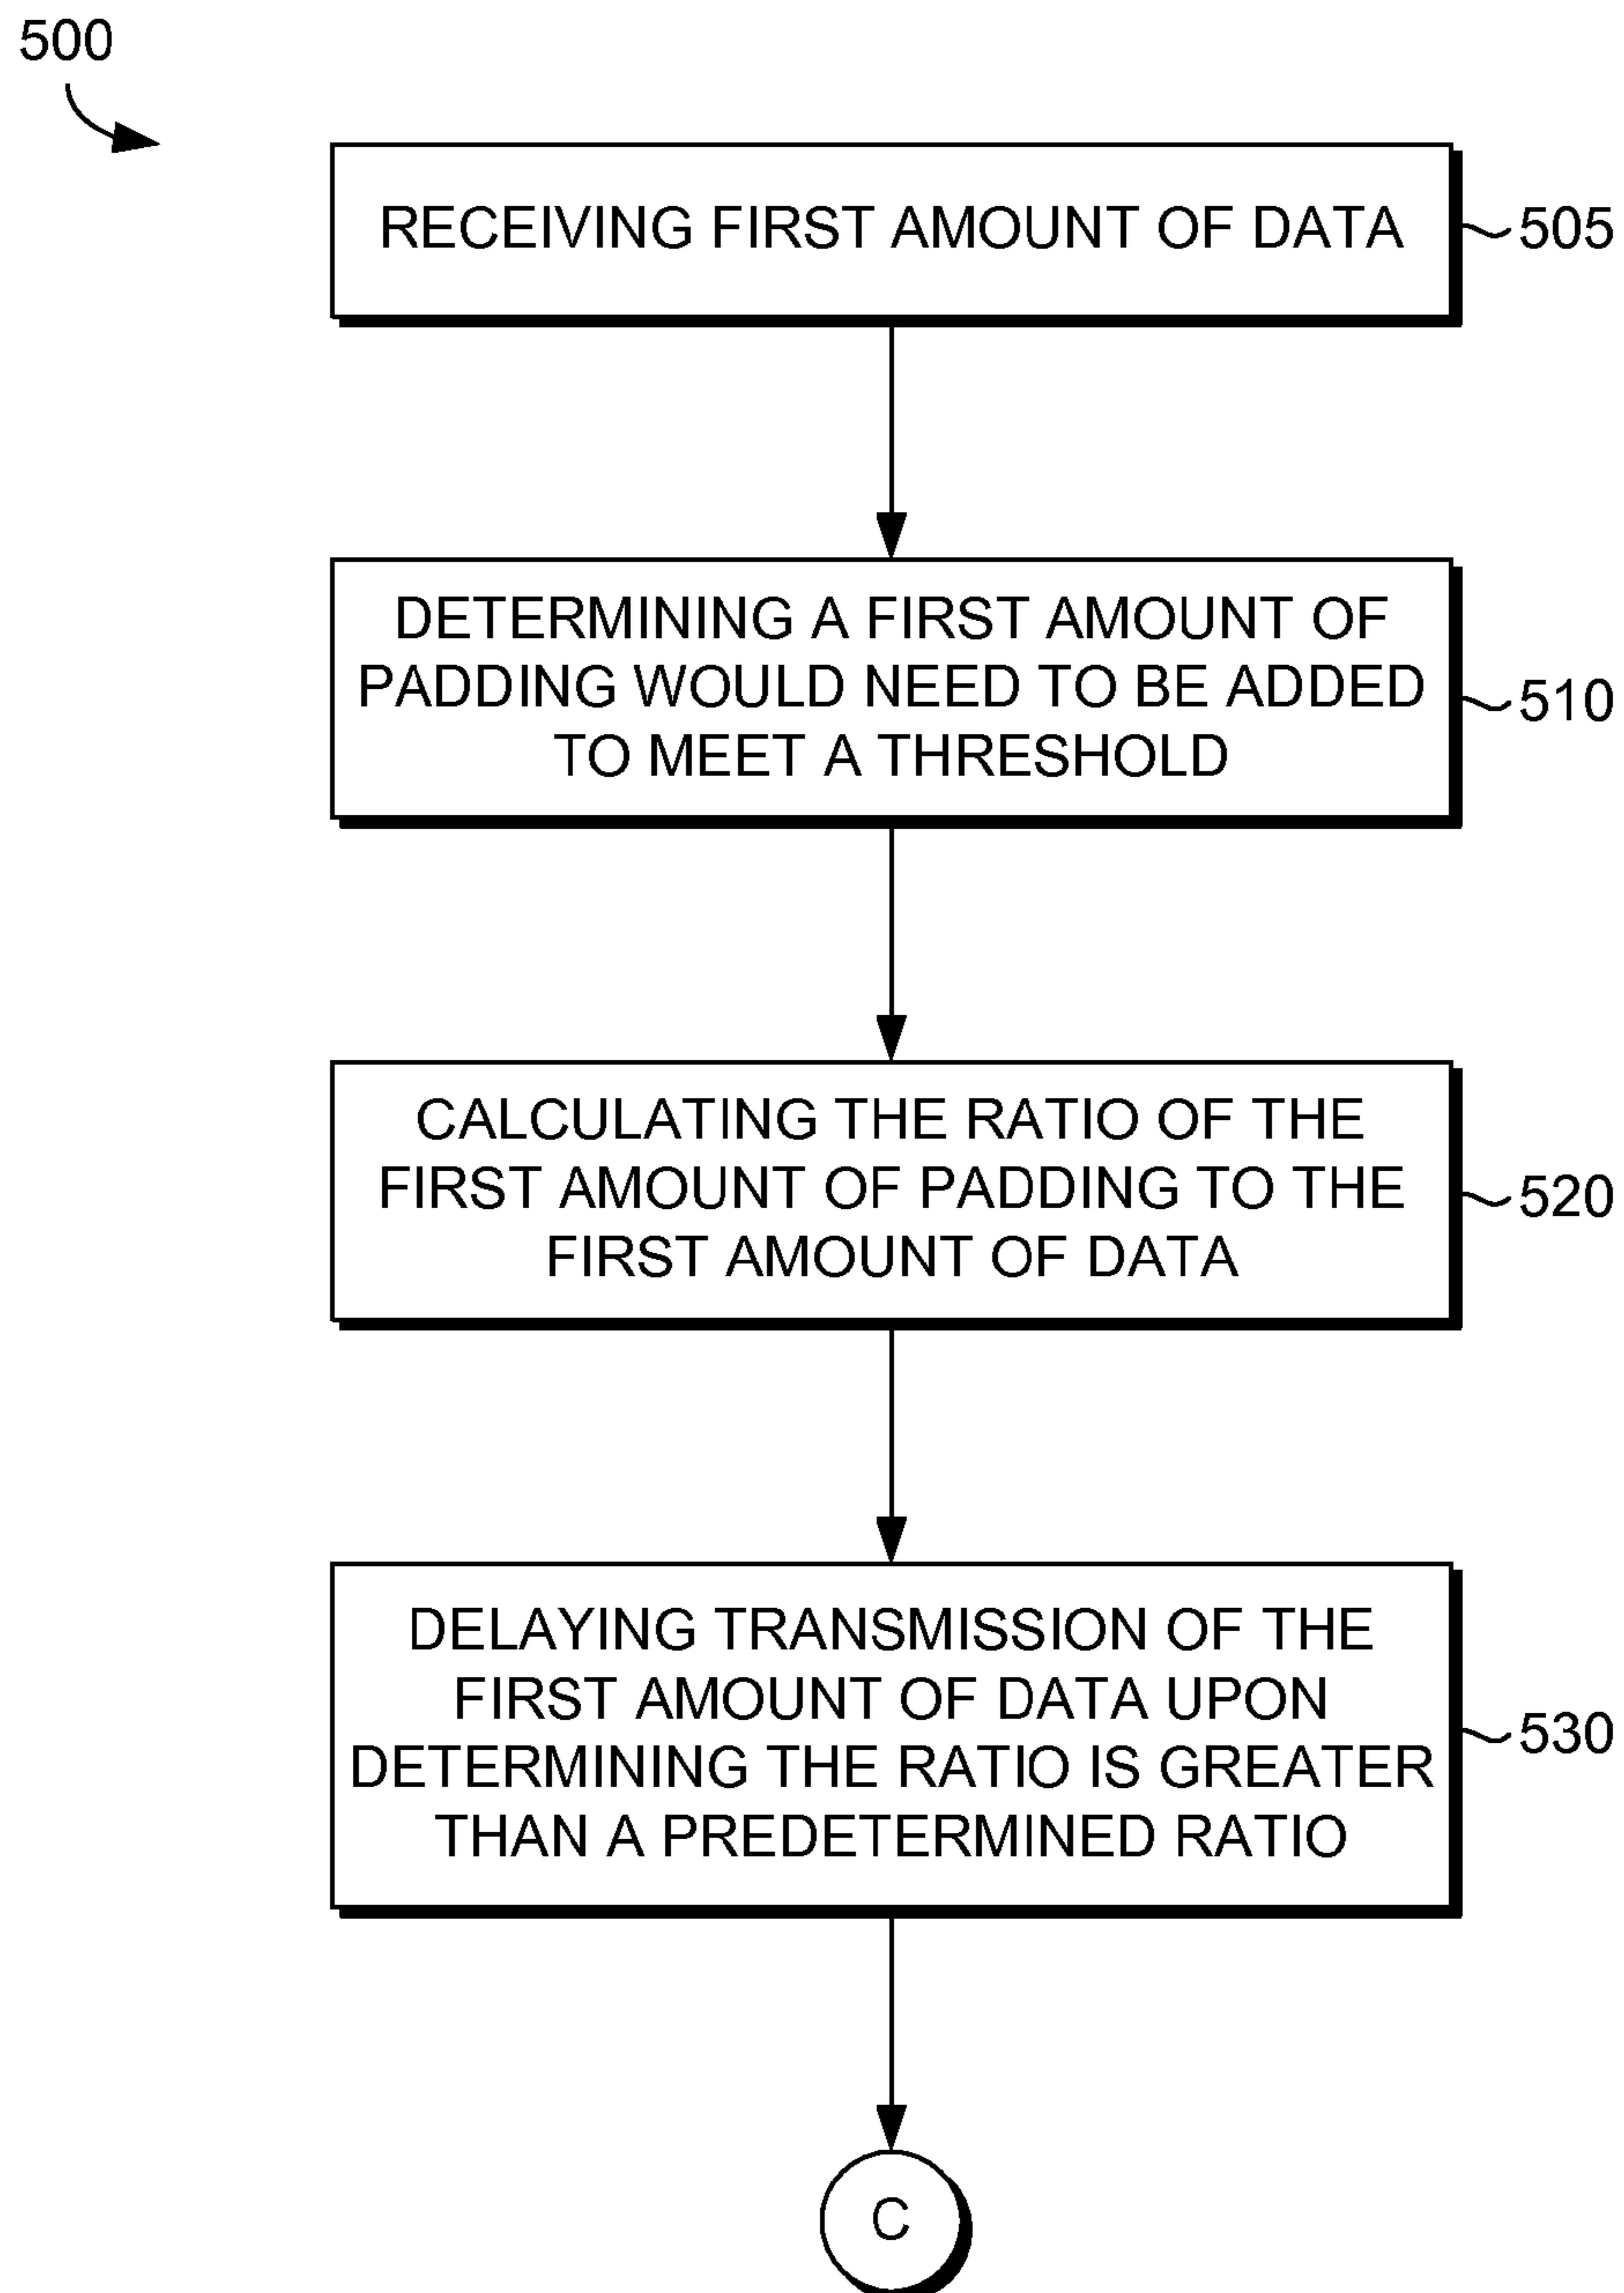 500
RECEIVING FIRST AMOUNT OF DATA
505
DETERMINING A FIRST AMOUNT OF
PADDING WOULD NEED TO BE ADDED
TO MEET A THRESHOLD
510
CALCULATING THE RATIO OF THE
FIRST AMOUNT OF PADDING TO THE
FIRST AMOUNT OF DATA
520
DELAYING TRANSMISSION OF THE
FIRST AMOUNT OF DATA UPON
DETERMINING THE RATIO IS GREATER
THAN A PREDETERMINED RATIO
530
C